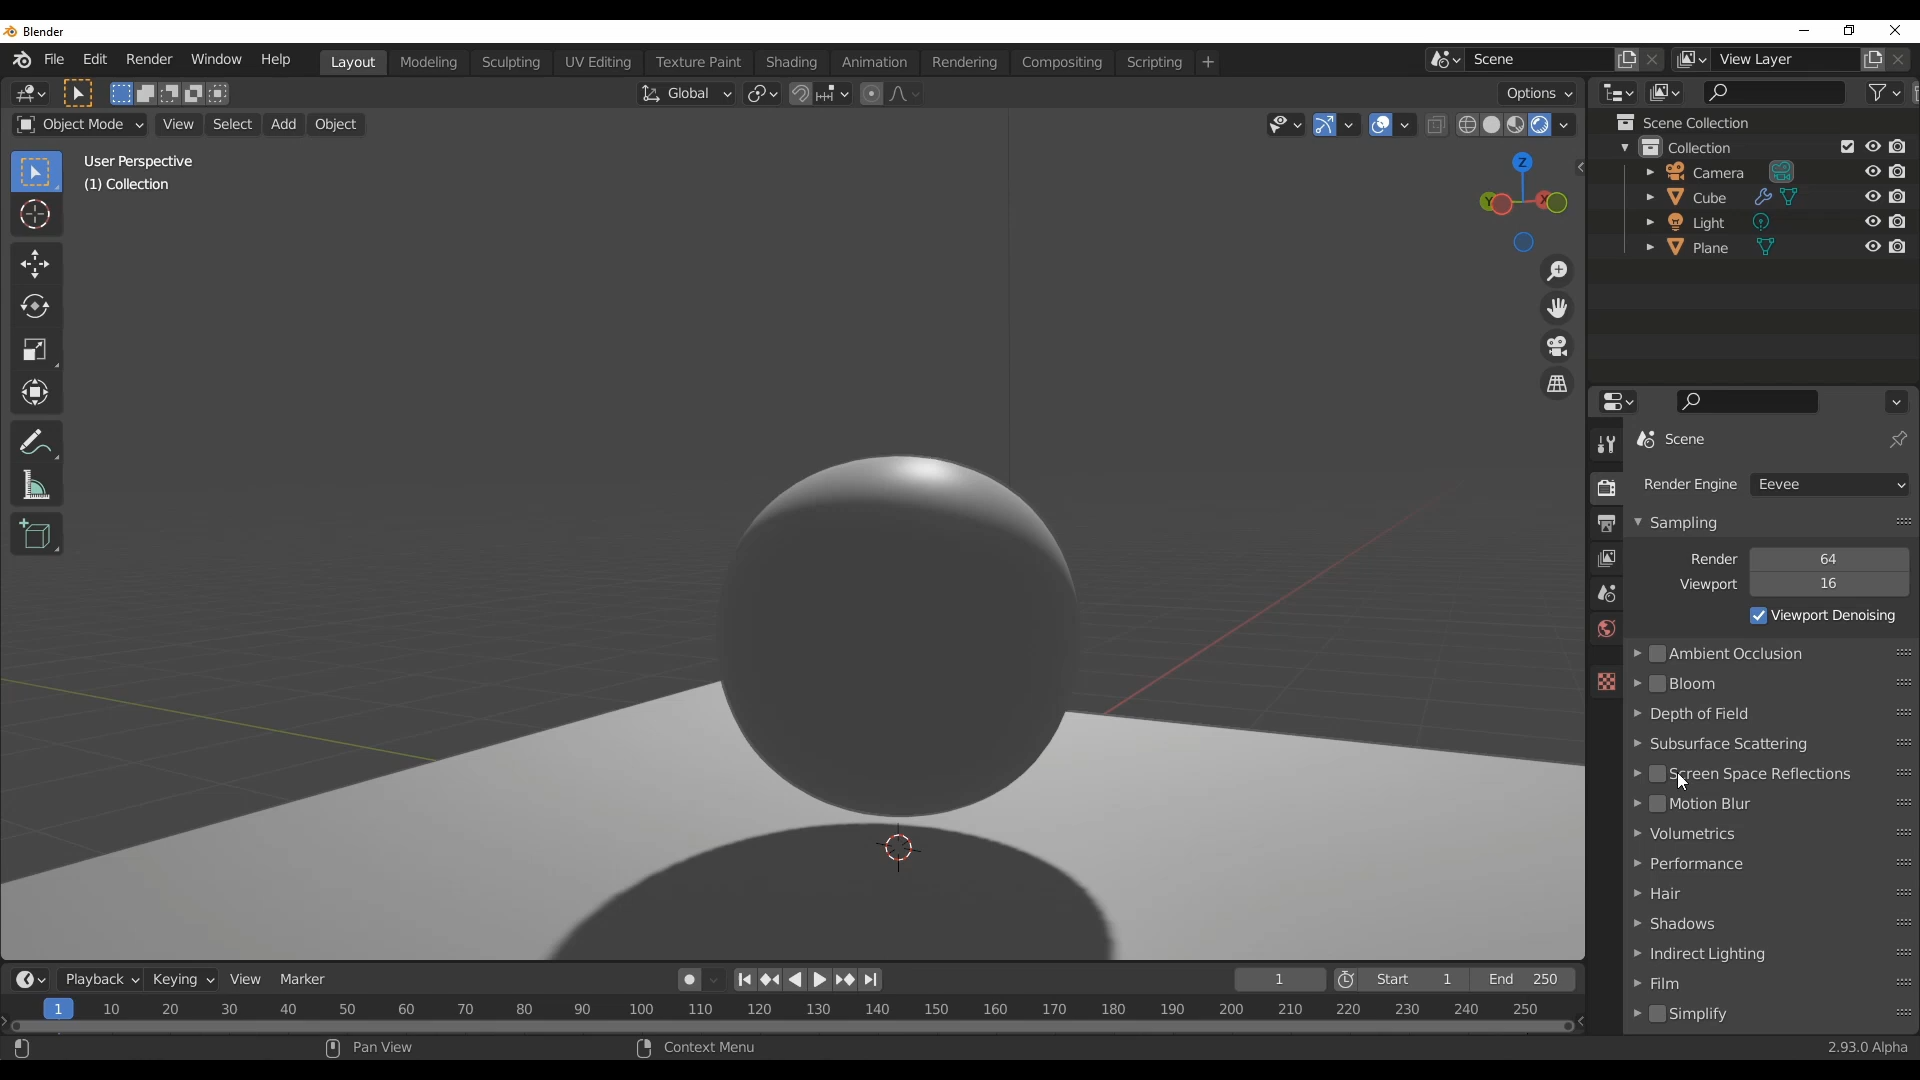 Blender
File Edit Render Window Help Layout Modeling Sculpting UV Editing Texture Paint Shading Animation Rendering Compositing Scripting + Scene View Layer
Global Options
Object Mode View Select Add Object
User Perspective
(1) Collection
Z
Y X
Scene Collection
Collection
Camera
Cube
Light
Plane
Scene
Render Engine Eevee
Sampling
Render 64
Viewport 16
Viewport Denoising
Ambient Occlusion
Bloom
Depth of Field
Subsurface Scattering
Screen Space Reflections
Motion Blur
Volumetrics
Performance
Hair
Shadows
Indirect Lighting
Film
Simplify
Playback Keying View Marker 1 Start 1 End 250
1 10 20 30 40 50 60 70 80 90 100 110 120 130 140 150 160 170 180 190 200 210 220 230 240 250
Pan View Context Menu 2.93.0 Alpha